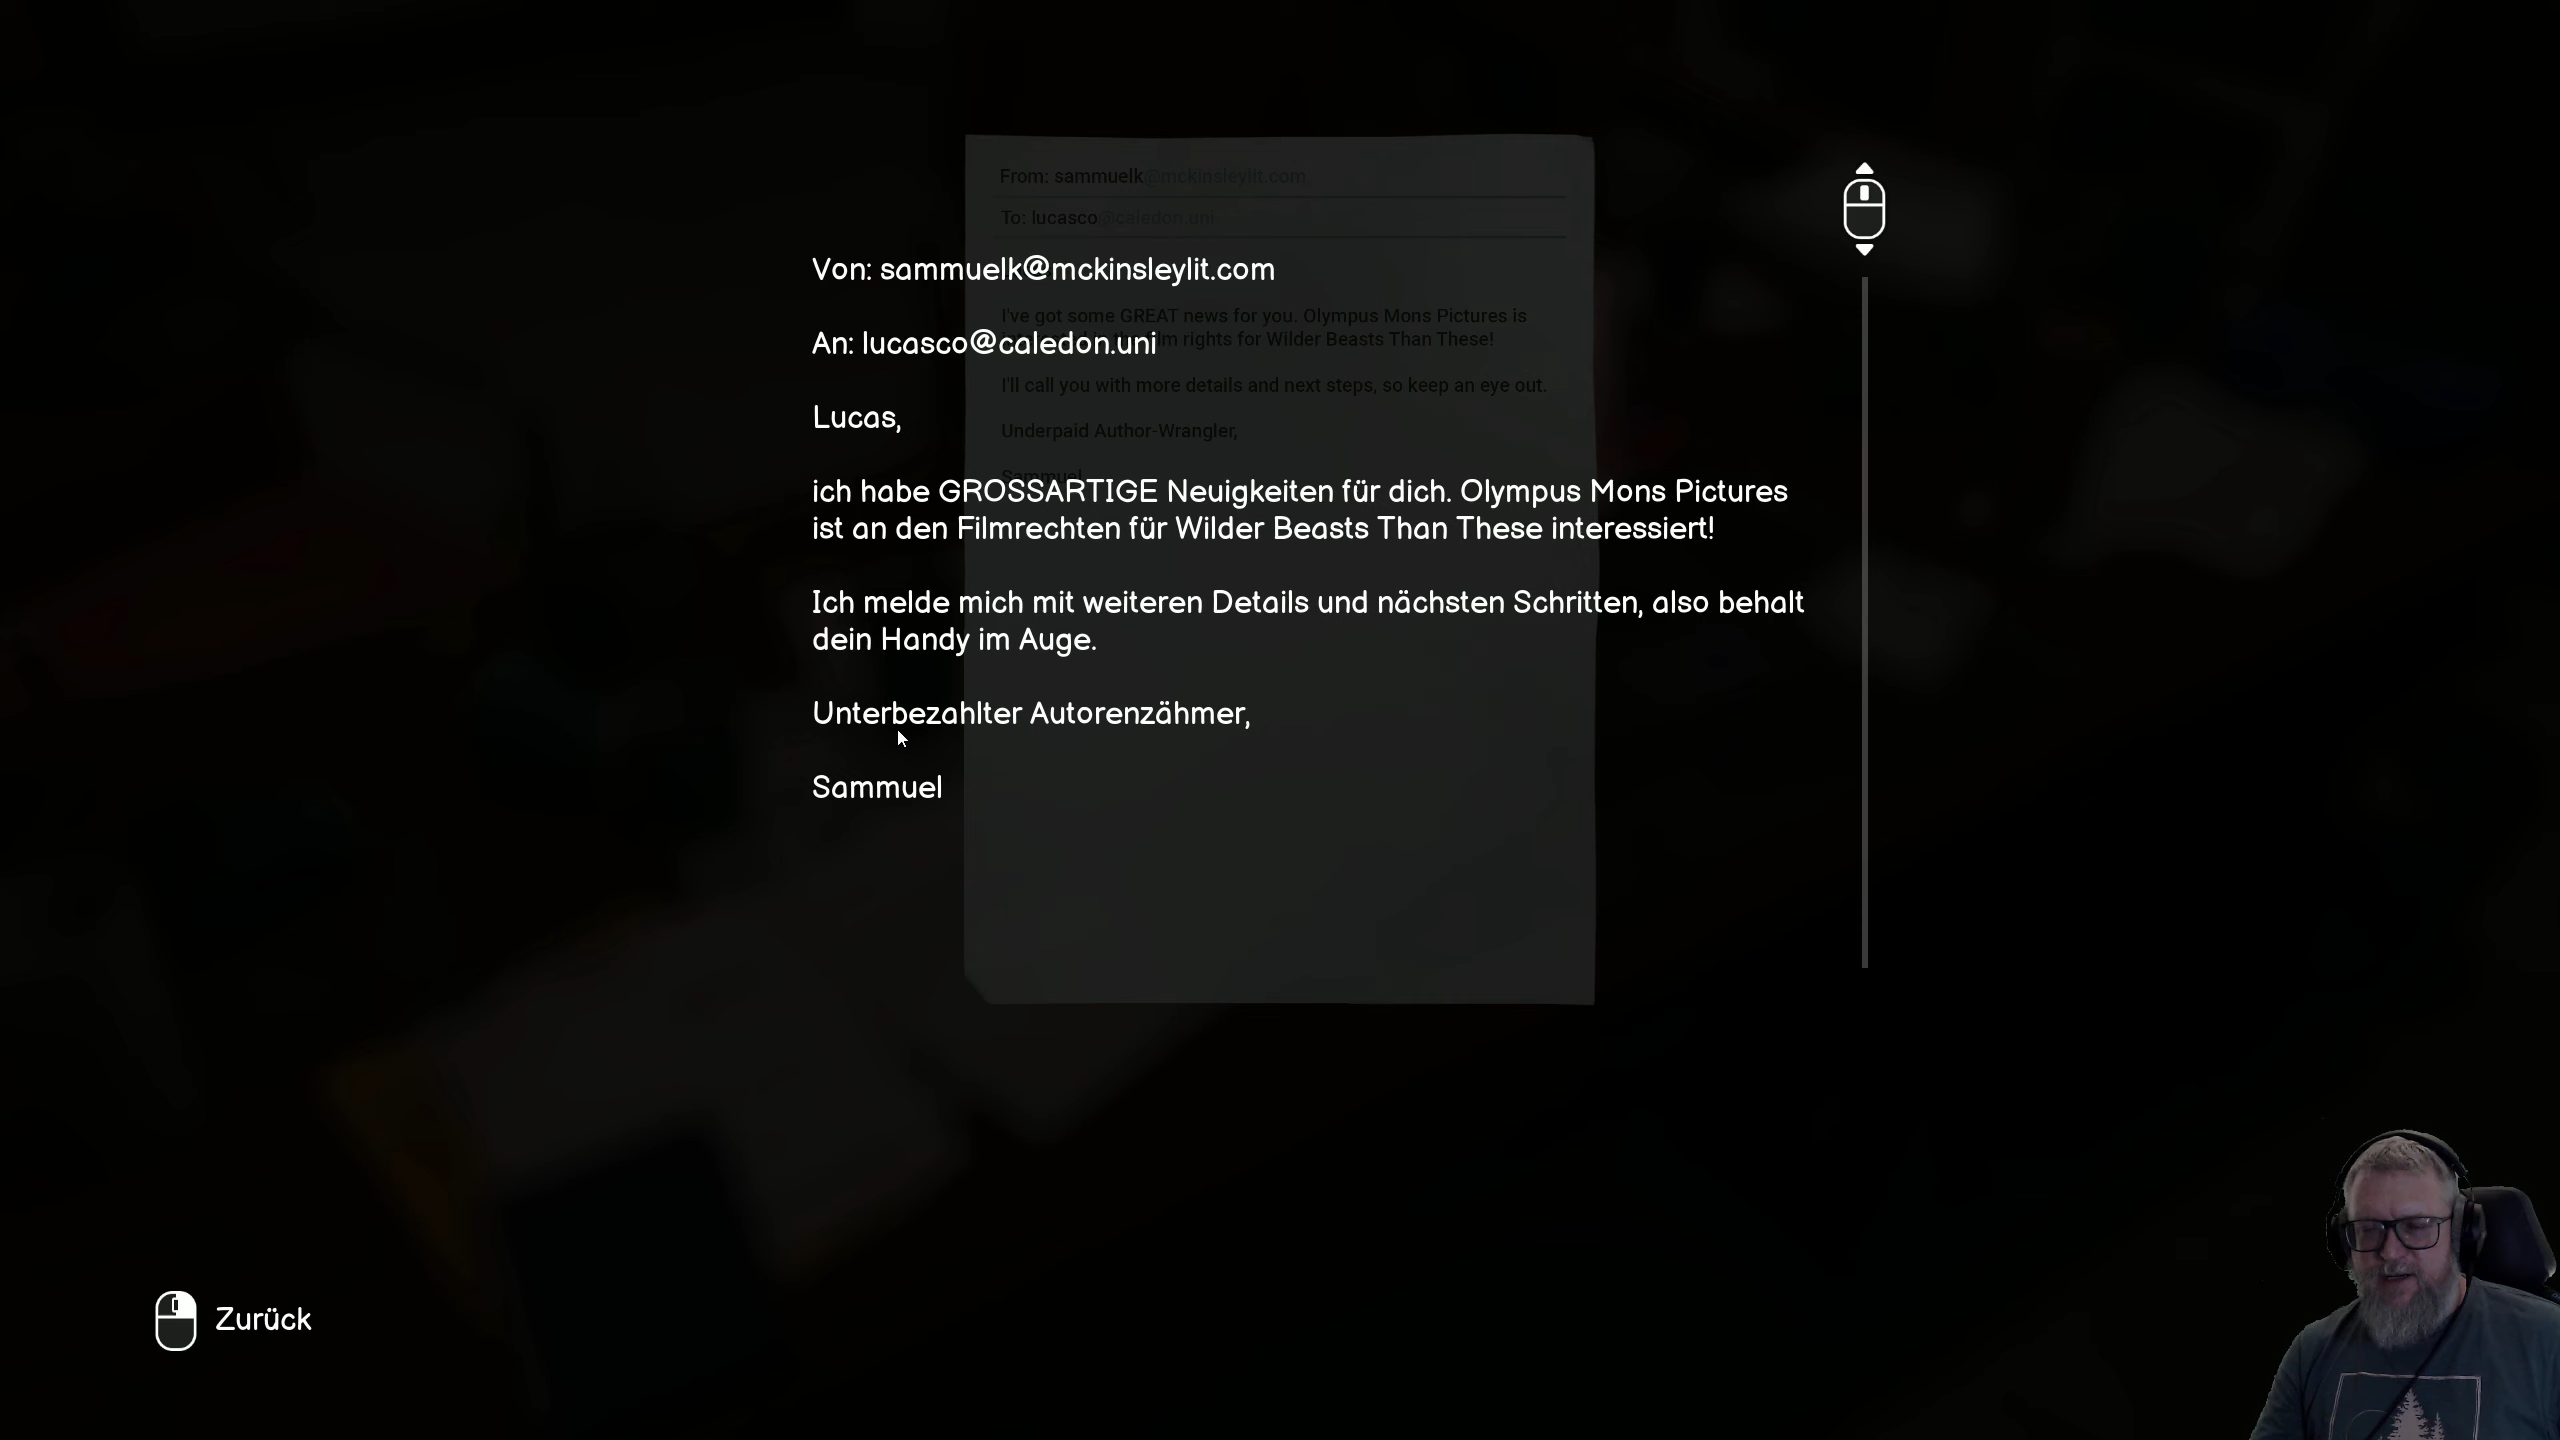 From: sammuelk@mckinsleylit.com
To: lucasco@caledon.uni
Von: sammuelk@mckinsleylit.com
I've got some GREAT news for you. Olympus Mons Pictures is
An: lucasco@caledon.uni
rights for Wilder Beasts Than These!
I'll call you with more details and next steps, so keep an eye out.
Lucas,
Underpaid Author-Wrangler,
Sammuel
ich habe GROSSARTIGE Neuigkeiten für dich. Olympus Mons Pictures
ist an den Filmrechten für Wilder Beasts Than These interessiert!
Ich melde mich mit weiteren Details und nächsten Schritten, also behalt
dein Handy im Auge.
Unterbezahlter Autorenzähmer,
Sammuel
Zurück